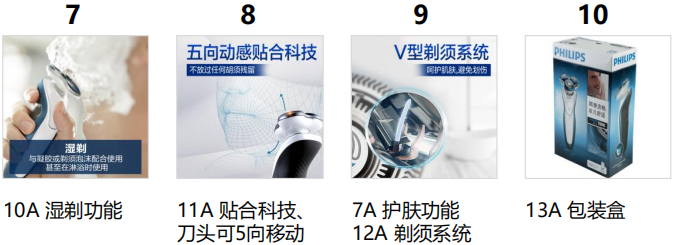 7
8
9
10
湿剃
与凝胶或剃须泡沫配合使用
甚至在淋浴时使用
五向动感贴合科技
不放过任何胡须残留
V型剃须系统
呵护肌肤,避免划伤
PHILIPS
PHILIPS
10A 湿剃功能
11A 贴合科技、
刀头可5向移动
7A 护肤功能
12A 剃须系统
13A 包装盒